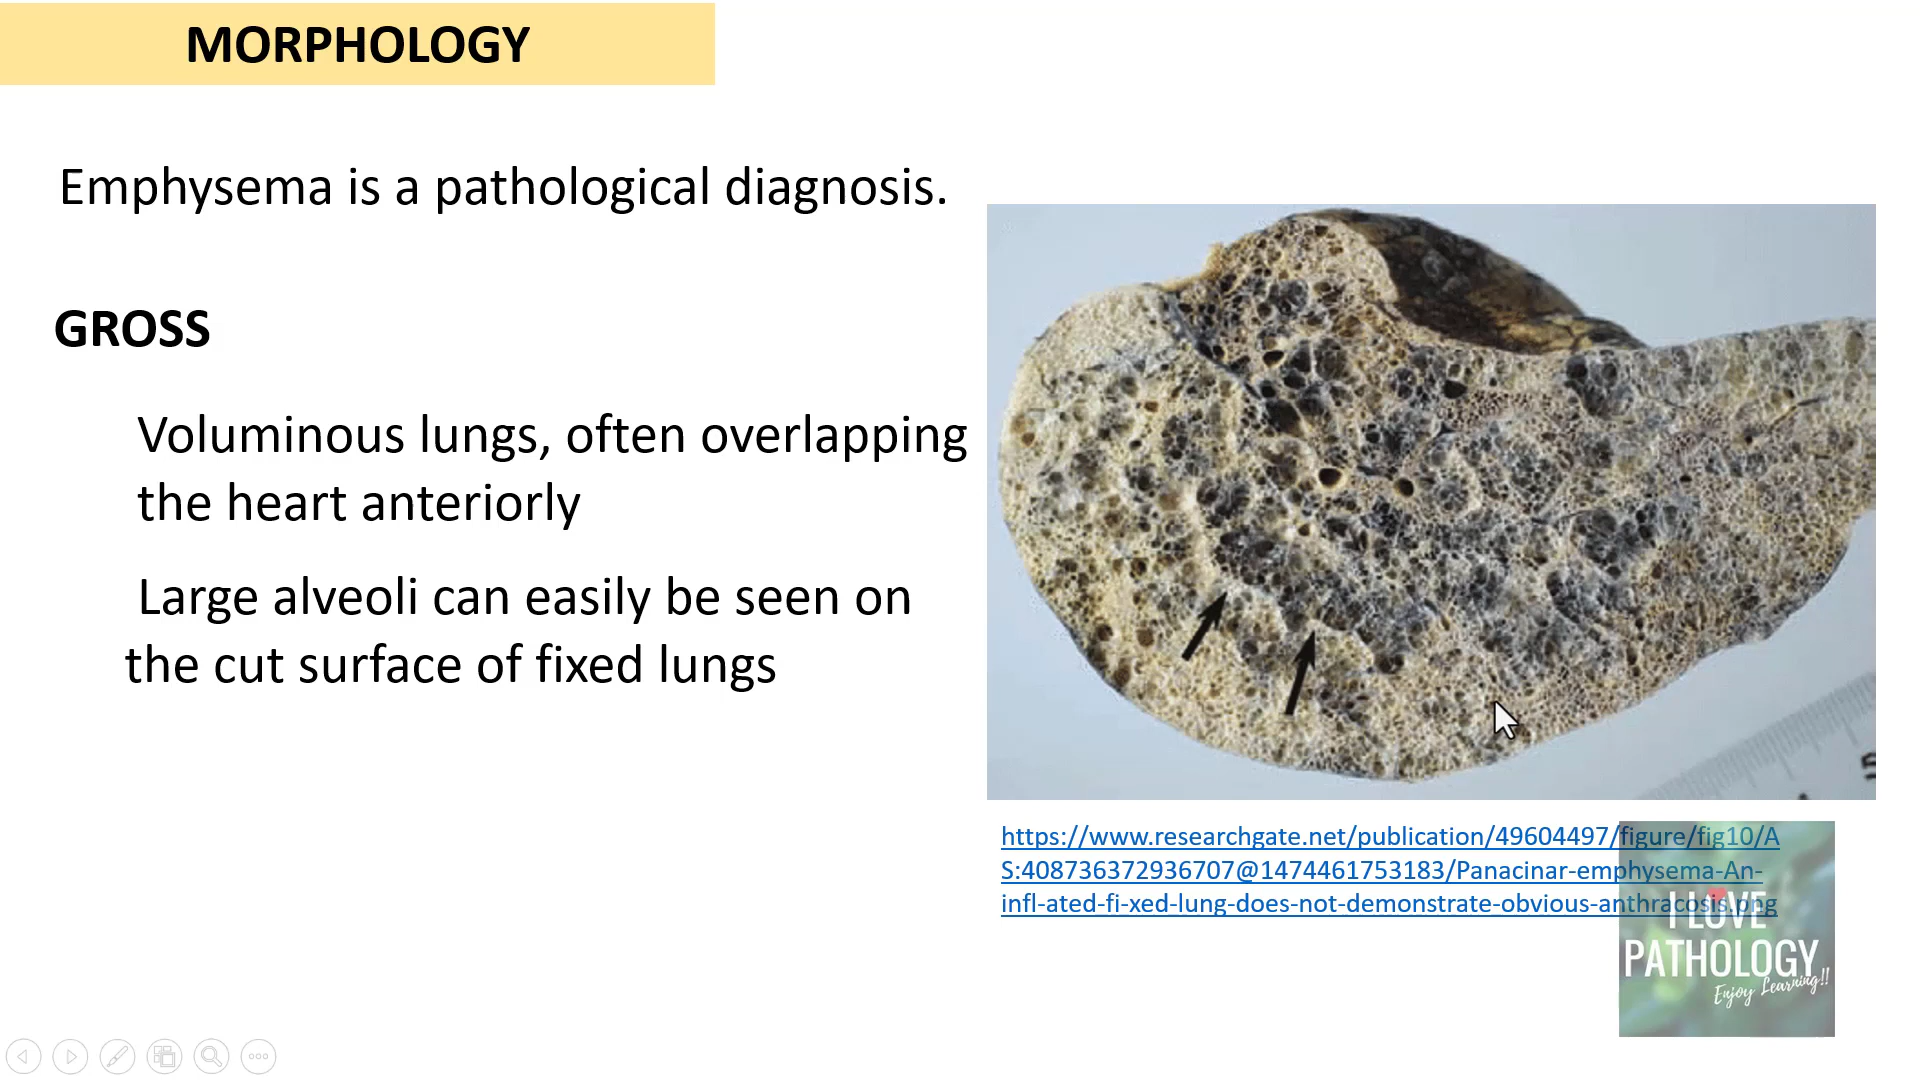 MORPHOLOGY
Emphysema is a pathological diagnosis.
GROSS
Voluminous lungs, often overlapping
the heart anteriorly
Large alveoli can easily be seen on
the cut surface of fixed lungs
5
https://www.researchgate.net/publication/49604497/figure/fig10/A
S:408736372936707@1474461753183/Panacinar-emphysema-An-
infl-ated-fi-xed-lung-does-not-demonstrate-obvious-anthracosis.png
I LOVE
PATHOLOGY
Enjoy Learning!!